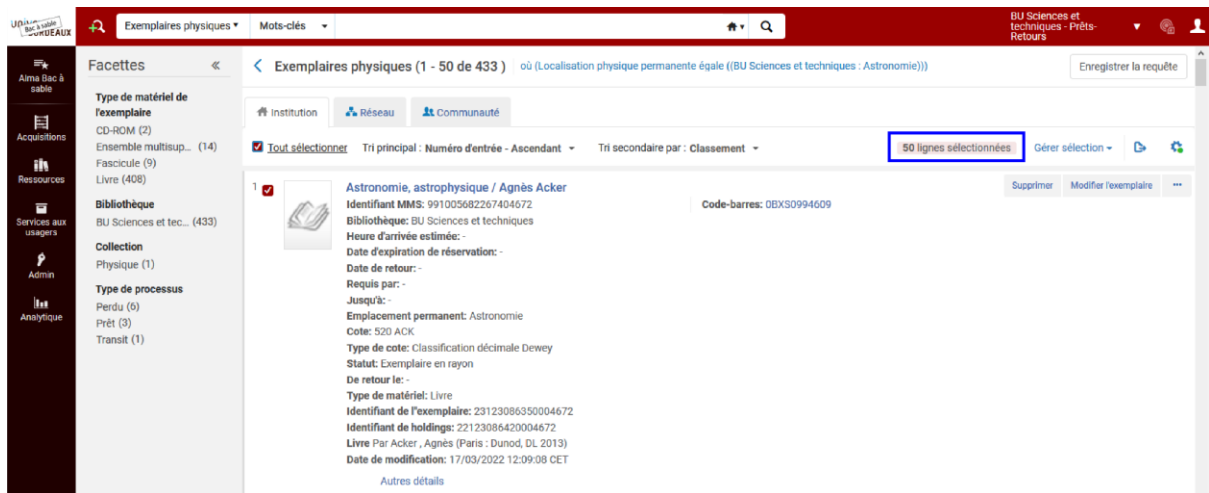 Bac à sable
Exemplaires physiques
Mots-clés
BU Sciences et
techniques - Prêts-
Retours
Alma Bac à
sable
Acquisitions
Ressources
Services aux
usagers
Admin
Analytique
Facettes
Type de matériel de
l'exemplaire
CD-ROM (2)
Ensemble multisup... (14)
Fascicule (9)
Livre (408)
Bibliothèque
BU Sciences et tec... (433)
Collection
Physique (1)
Type de processus
Perdu (6)
Prêt (3)
Transit (1)
Exemplaires physiques (1 - 50 de 433 ) où (Localisation physique permanente égale ((BU Sciences et techniques : Astronomie)))
Enregistrer la requête
Institution Réseau Communauté
Tout sélectionner Tri principal : Numéro d'entrée - Ascendant Tri secondaire par : Classement 50 lignes sélectionnées Gérer sélection
1 Astronomie, astrophysique / Agnès Acker
Supprimer Modifier l'exemplaire
Identifiant MMS: 991005682267404672 Code-barres: 0BXS0994609
Bibliothèque: BU Sciences et techniques
Heure d'arrivée estimée: -
Date d'expiration de réservation: -
Date de retour: -
Requis par: -
Jusqu'à: -
Emplacement permanent: Astronomie
Cote: 520 ACK
Type de cote: Classification décimale Dewey
Statut: Exemplaire en rayon
De retour le: -
Type de matériel: Livre
Identifiant de l"exemplaire: 23123086350004672
Identifiant de holdings: 22123086420004672
Livre Par Acker , Agnès (Paris : Dunod, DL 2013)
Date de modification: 17/03/2022 12:09:08 CET
Autres détails